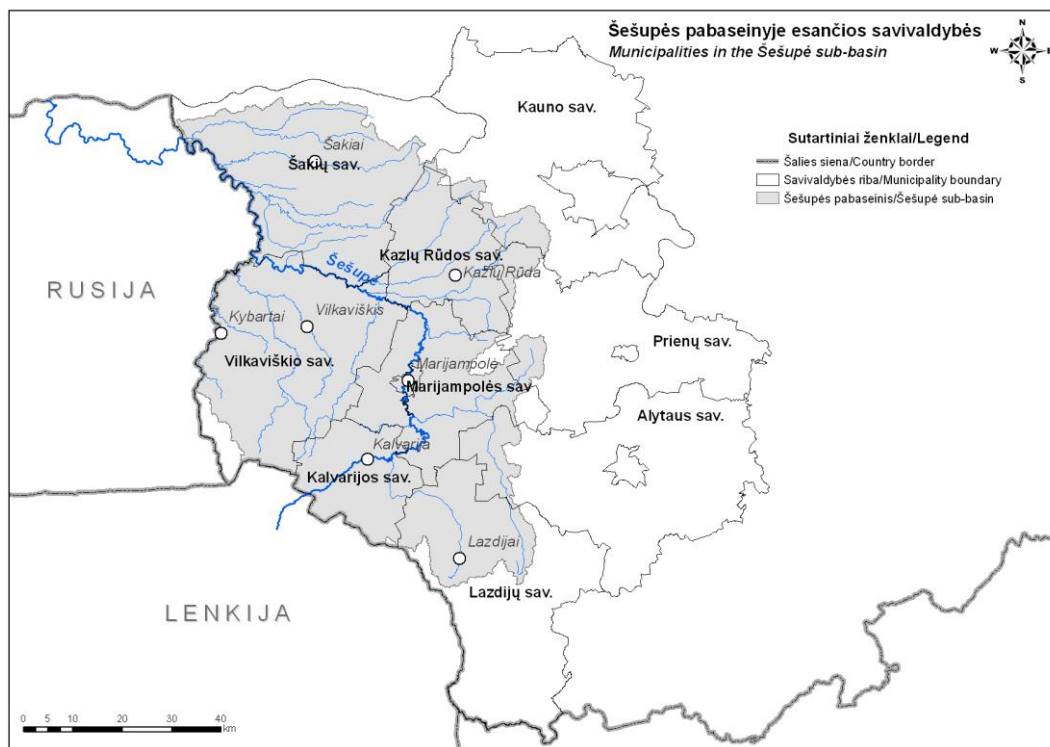 Šešupės pabaseinyje esančios savivaldybės
Municipalities in the Šešupė sub-basin
N
W
E
S
Kauno sav.
Sutartiniai ženklai/Legend
Šalies siena/Country border
Savivaldybės riba/Municipality boundary
Šešupės pabaseinis/Šešupė sub-basin
Šakiai
Šakių sav.
Kazlų Rūdos sav.
Kazlų Rūda
Šešupė
RUSIJA
Kybartai
Vilkaviškis
Vilkaviškio sav.
Prienų sav.
Marijampolė
Marijampolės sav
Alytaus sav.
Kalvarija
Kalvarijos sav.
Lazdijai
Lazdijų sav.
LENKIJA
0 5 10 20 30 40
km